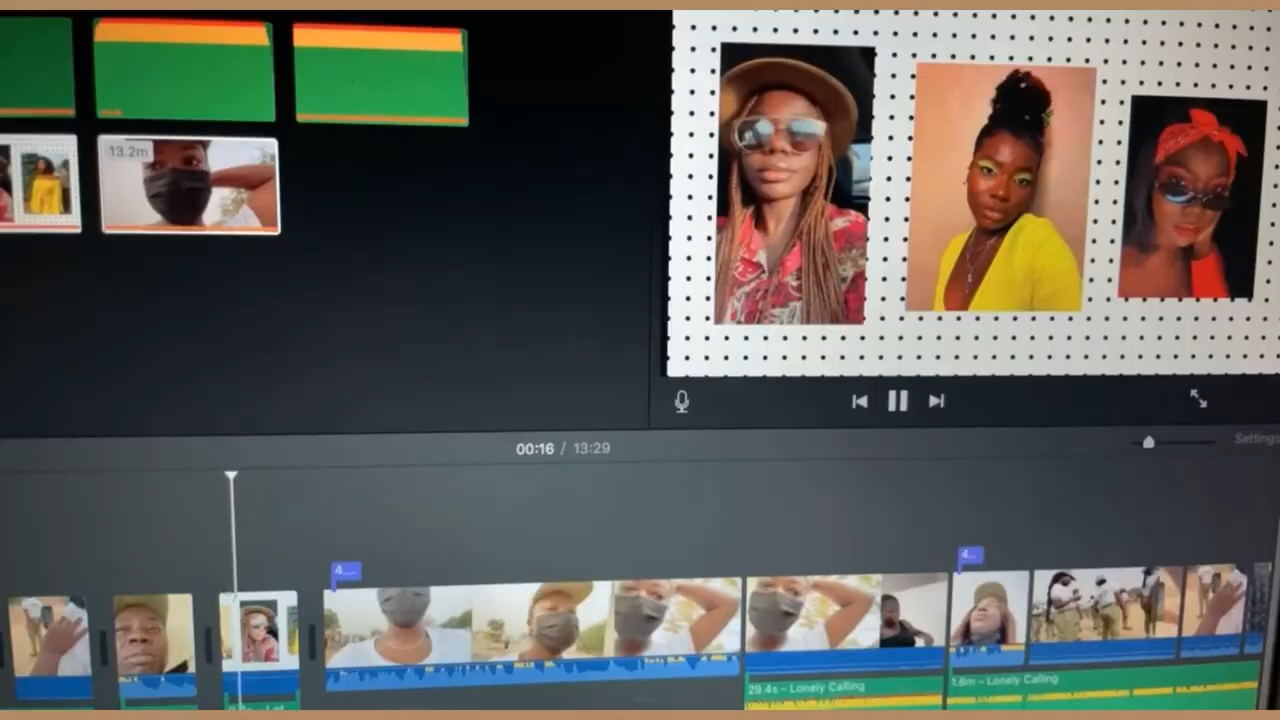 13.2m
00:16 / 13:29
Settings
4...
4...
29.4s – Lonely Calling
1.6m – Lonely Calling